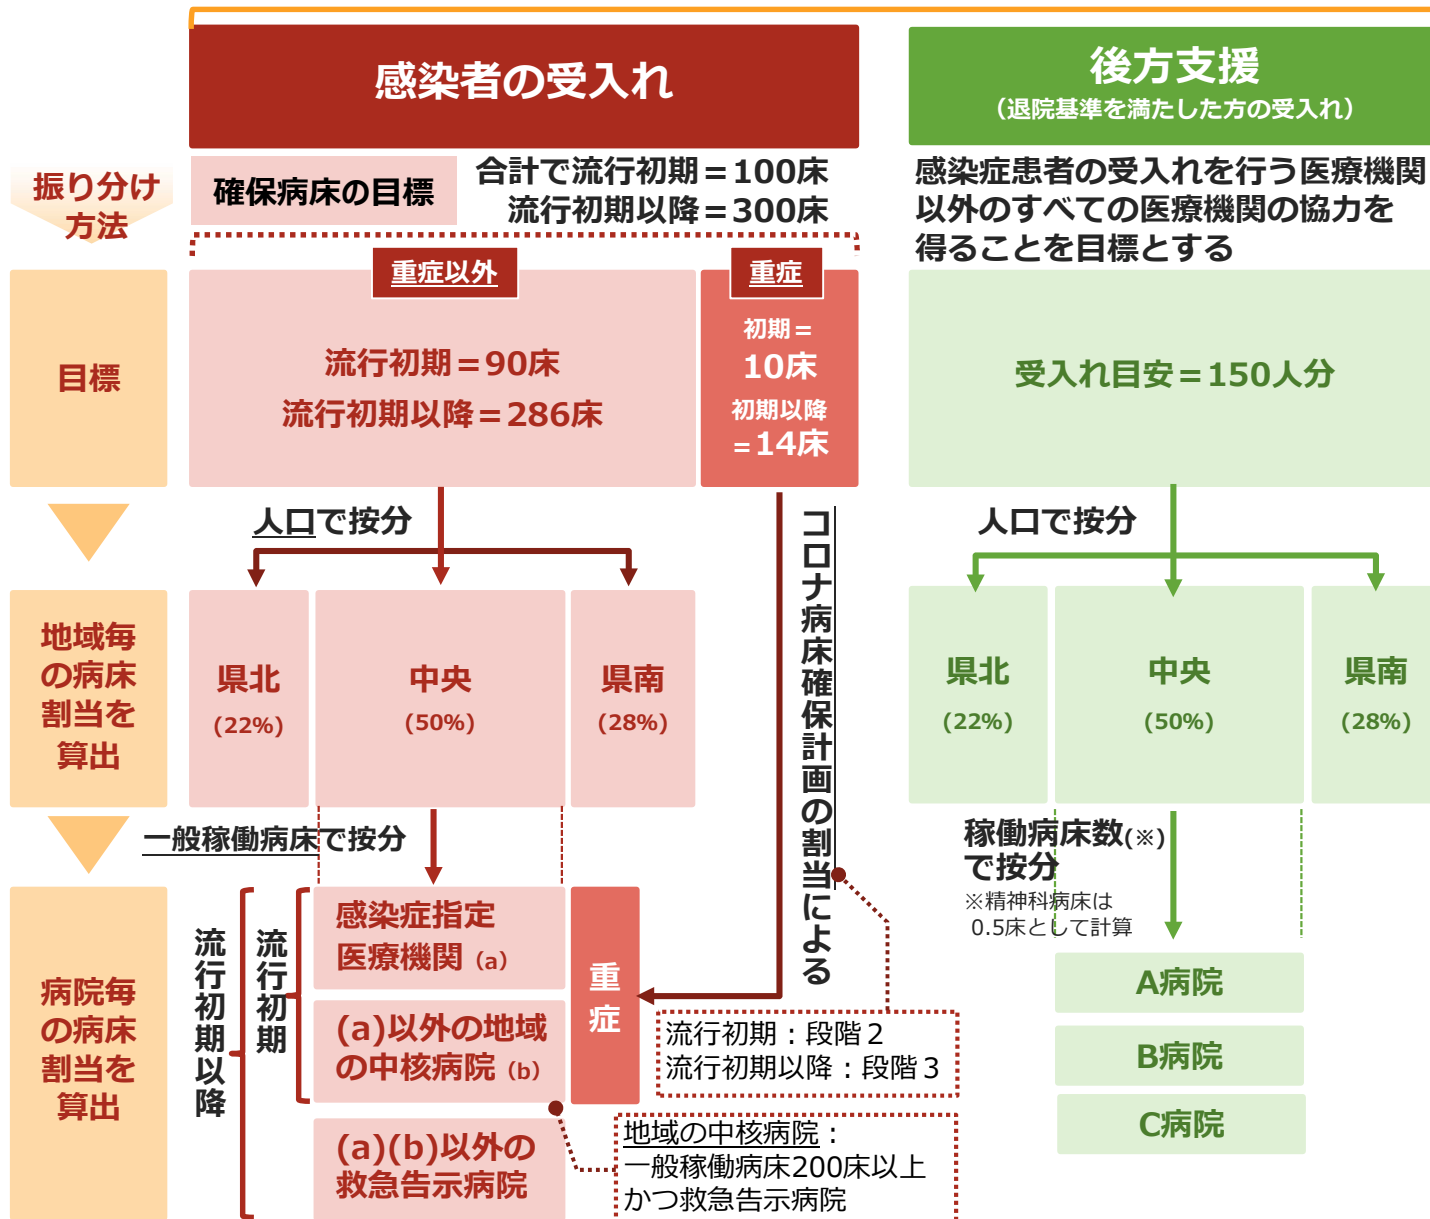 感染者の受入れ
後方支援
（退院基準を満たした方の受入れ）
振り分け
方法
確保病床の目標
合計で流行初期＝100床
流行初期以降＝300床
感染症患者の受入れを行う医療機関
以外のすべての医療機関の協力を
得ることを目標とする
目標
重症以外
流行初期＝90床
流行初期以降＝286床
重症
初期＝
10床
初期以降
＝14床
受入れ目安＝150人分
人口で按分
コロナ病床確保計画の割当による
人口で按分
地域毎
の病床
割当を
算出
県北
(22%)
中央
(50%)
県南
(28%)
県北
(22%)
中央
(50%)
県南
(28%)
一般稼働病床で按分
稼働病床数(※)
で按分
※精神科病床は
0.5床として計算
病院毎
の病床
割当を
算出
流行初期以降
流行初期
感染症指定
医療機関（a）
(a)以外の地域
の中核病院（b）
(a)(b)以外の
救急告示病院
重症
流行初期：段階２
流行初期以降：段階３
地域の中核病院：
一般稼働病床200床以上
かつ救急告示病院
A病院
B病院
C病院